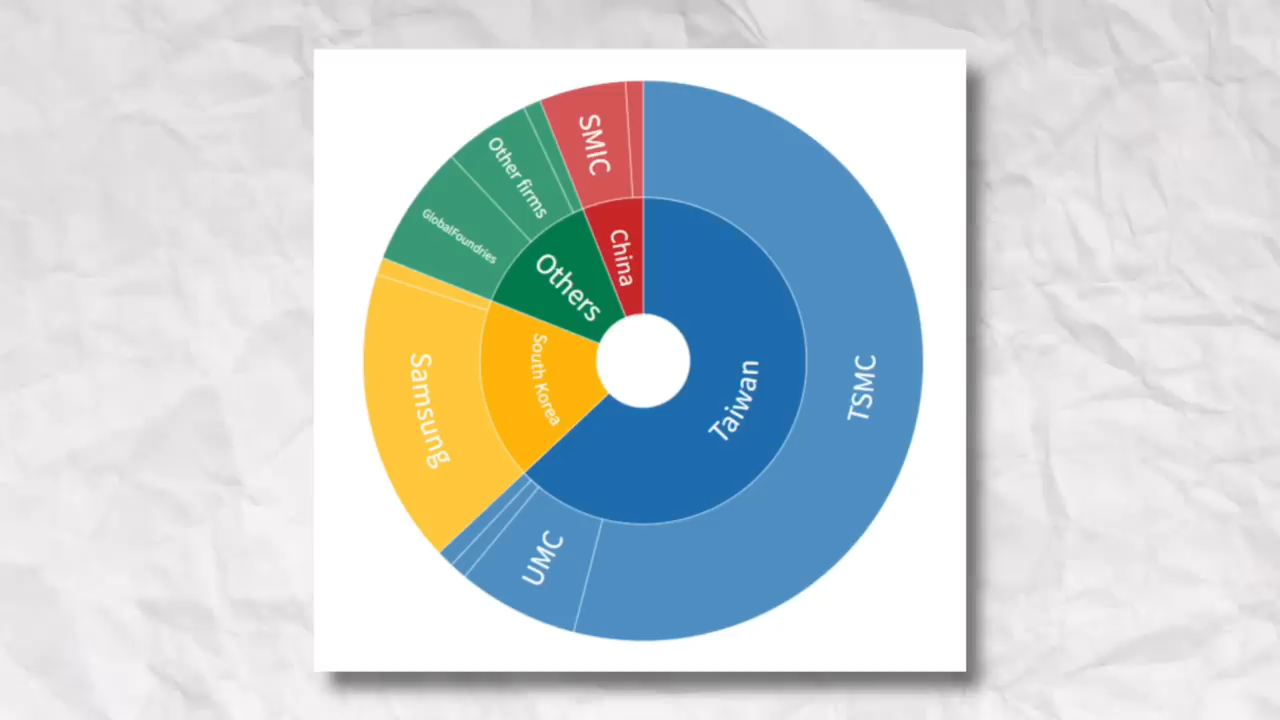 SMIC
Other firms
GlobalFoundries
China
Others
South Korea
Samsung
Taiwan
TSMC
UMC